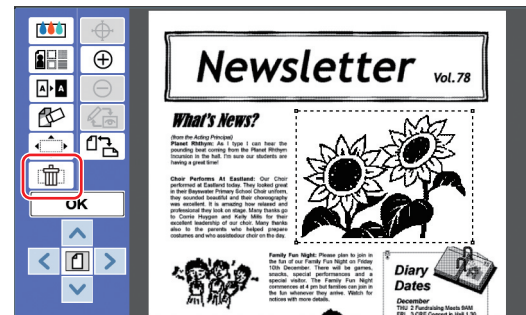 Newsletter Vol. 78
What's News?
(from the Acting Principal)
Planet Rhthym: As I type I can hear the
pounding beat coming from the Planet Rhthym
Incursion in the hall. I'm sure our students are
having a great time!
Choir Performs At Eastland: Our Choir
performed at Eastland today. They looked great
in their Bayswater Primary School Choir uniform,
they sounded beautiful and their choreography
was excellent. It is amazing how relaxed and
professional they look on stage. Many thanks go
to Corrie Haygen and Kelly Mills for their
excellent leadership of our choir. Many thanks
also to the parents who helped prepare
costumes and who assisted our choir on the day.
Family Fun Night: Please plan to join in
the fun of our Family Fun Night on Friday
10th December. There will be games,
snacks, special performances and a
special visitor. The Family Fun Night
commences at 4 pm but families can join in
the fun whenever they arrive. Watch for
notices with more details.
Diary
Dates
December
THU 2 Fundraising Meets 9AM
A A
OK